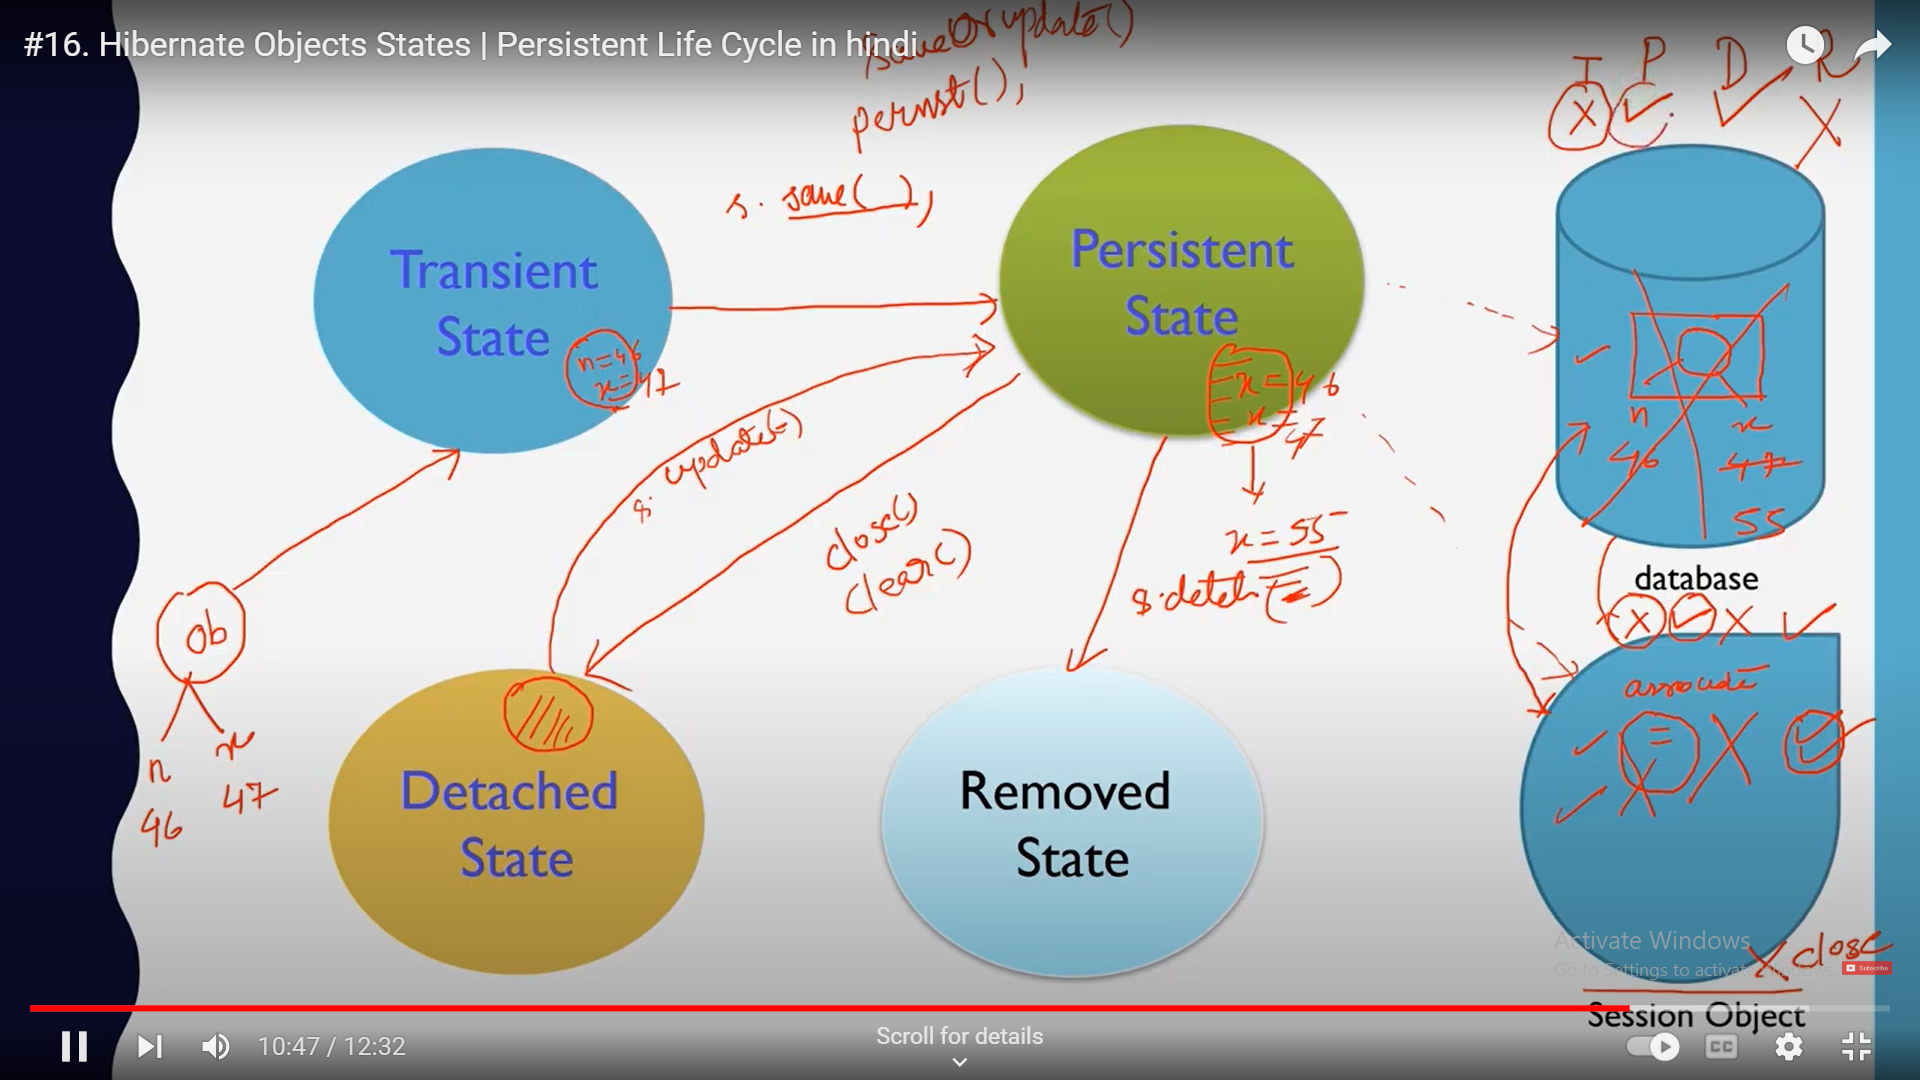 #16. Hibernate Objects States | Persistent Life Cycle in hindi
saveOrupdate()
persist();
s. save( );
T P D R
X
X
Transient
State
n=46
x=47
Persistent
State
x=46
x=47
s. update(=)
close()
clear()
x=55
n
x
46
47
55
ob
n
x
46
47
database
X X
associate
Detached
State
Removed
State
Activate Windows
Go to Settings to activate Windows.
X close
Subscribe
Session Object
10:47 / 12:32
Scroll for details
CC